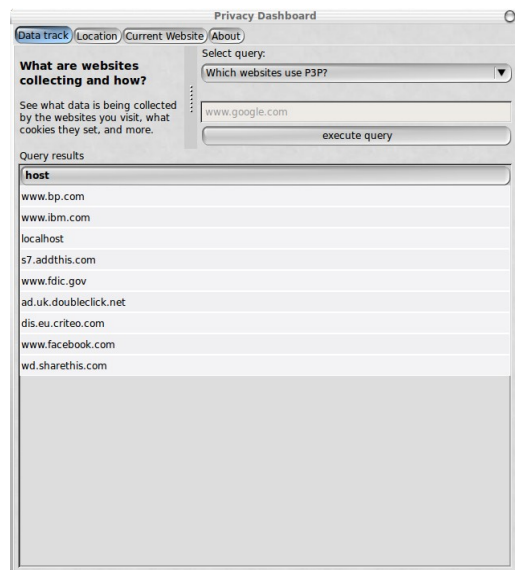 Privacy Dashboard
Data track Location Current Website About
What are websites
collecting and how?
See what data is being collected
by the websites you visit, what
cookies they set, and more.
Select query:
Which websites use P3P?
www.google.com
execute query
Query results
host
www.bp.com
www.ibm.com
localhost
s7.addthis.com
www.fdic.gov
ad.uk.doubleclick.net
dis.eu.criteo.com
www.facebook.com
wd.sharethis.com